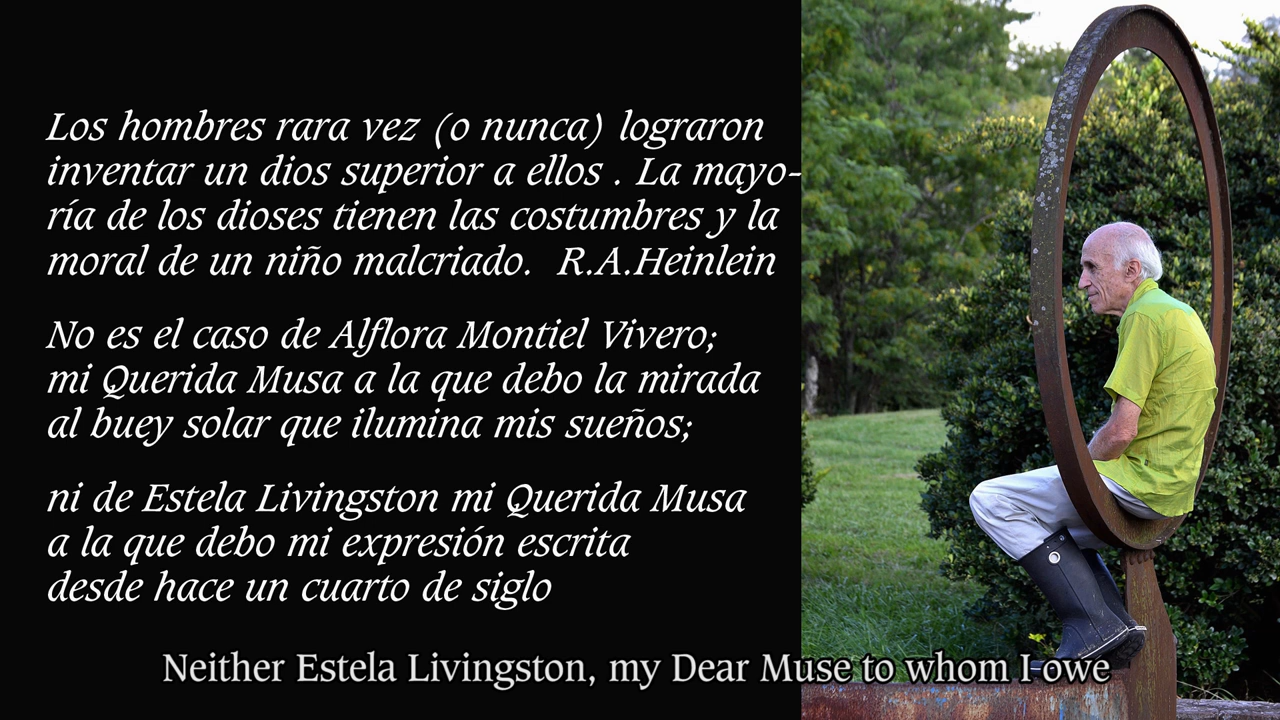 Los hombres rara vez (o nunca) lograron
inventar un dios superior a ellos . La mayo-
ría de los dioses tienen las costumbres y la
moral de un niño malcriado. R.A.Heinlein
No es el caso de Alflora Montiel Vivero;
mi Querida Musa a la que debo la mirada
al buey solar que ilumina mis sueños;
ni de Estela Livingston mi Querida Musa
a la que debo mi expresión escrita
desde hace un cuarto de siglo
Neither Estela Livingston, my Dear Muse to whom I owe